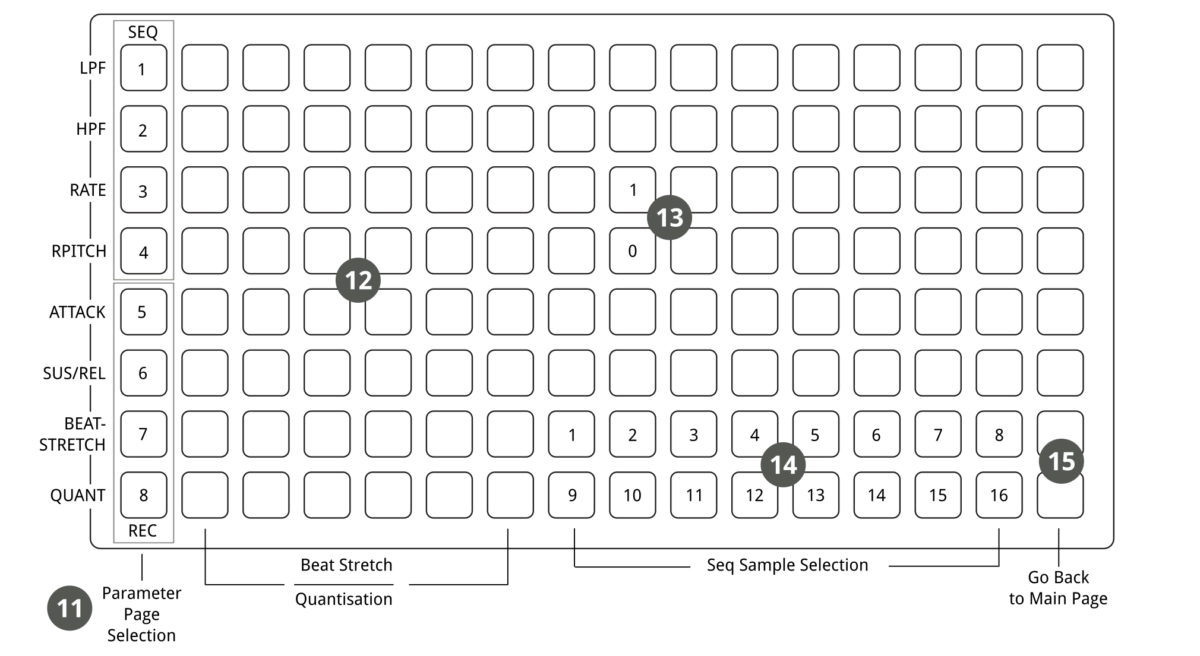 SEQ
LPF 1
HPF 2
RATE 3 1
13
RPITCH 4 0
12
ATTACK 5
SUS/REL 6
BEAT-
STRETCH 7 1 2 3 4 5 6 7 8
14 15
QUANT 8 9 10 11 12 13 14 15 16
REC
Beat Stretch
Quantisation
Seq Sample Selection
Go Back
to Main Page
11
Parameter
Page
Selection